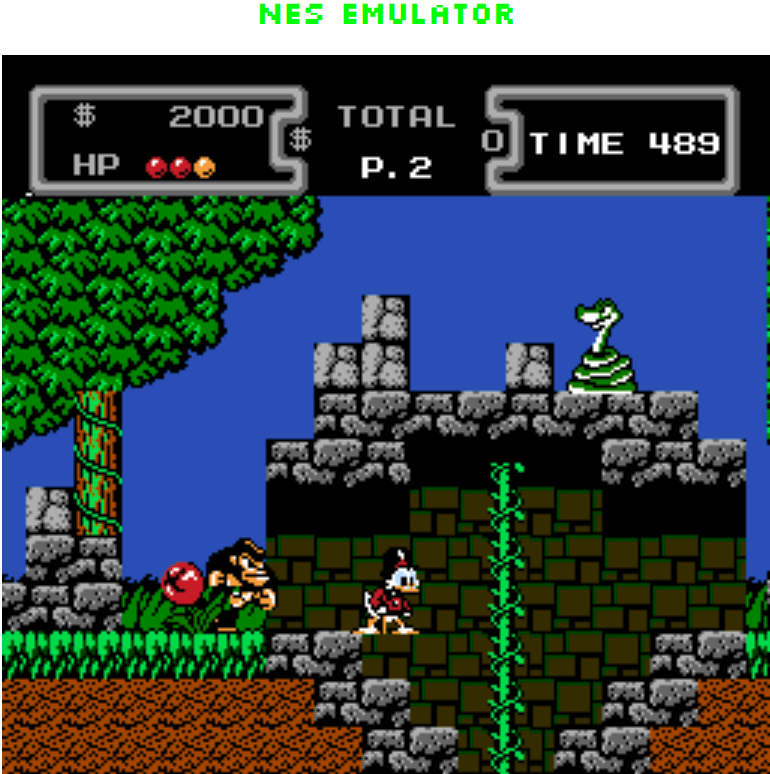 NES EMULATOR
$ 2000 TOTAL
$ 0 TIME 489
HP P.2